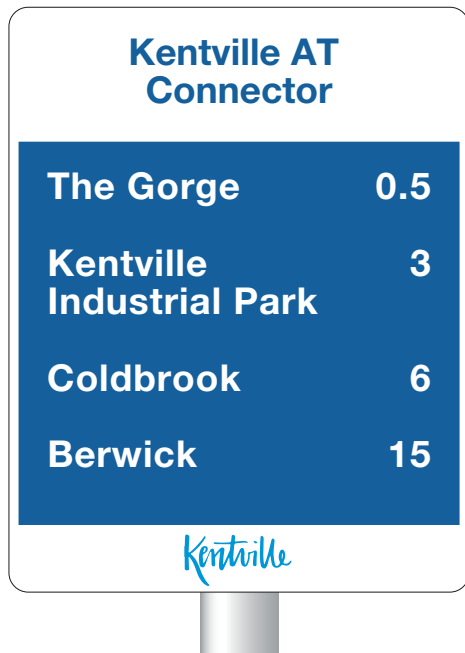 Kentville AT
Connector
The Gorge 0.5
Kentville 3
Industrial Park
Coldbrook 6
Berwick 15
Kentville